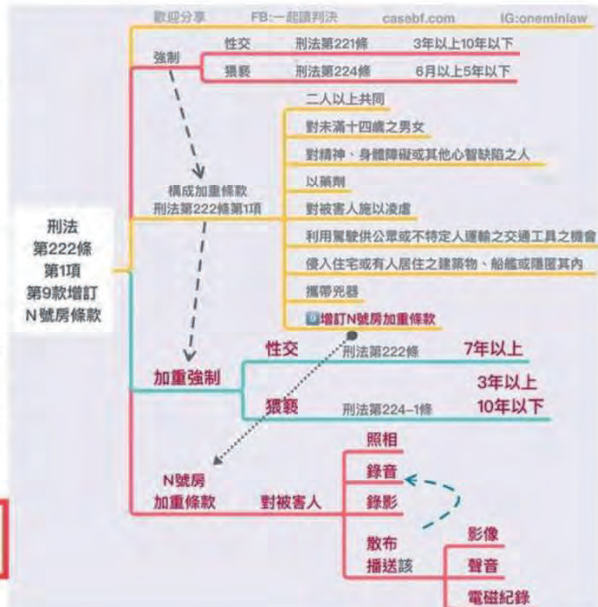 歡迎分享 FB:一起讀判決 casebf.com IG:oneminlaw
強制
性交 刑法第221條 3年以上10年以下
猥褻 刑法第224條 6月以上5年以下
構成加重條款
刑法第222條第1項
二人以上共同
對未滿十四歲之男女
對精神、身體障礙或其他心智缺陷之人
以藥劑
對被害人施以凌虐
利用駕駛供公眾或不特定人運輸之交通工具之機會
侵入住宅或有人居住之建築物、船艦或隱匿其內
攜帶兇器
9增訂N號房加重條款
刑法
第222條
第1項
第9款增訂
N號房條款
加重強制
性交 刑法第222條 7年以上
猥褻 刑法第224-1條 3年以上
10年以下
N號房
加重條款
對被害人
照相
錄音
錄影
散布
播送該
影像
聲音
電磁紀錄